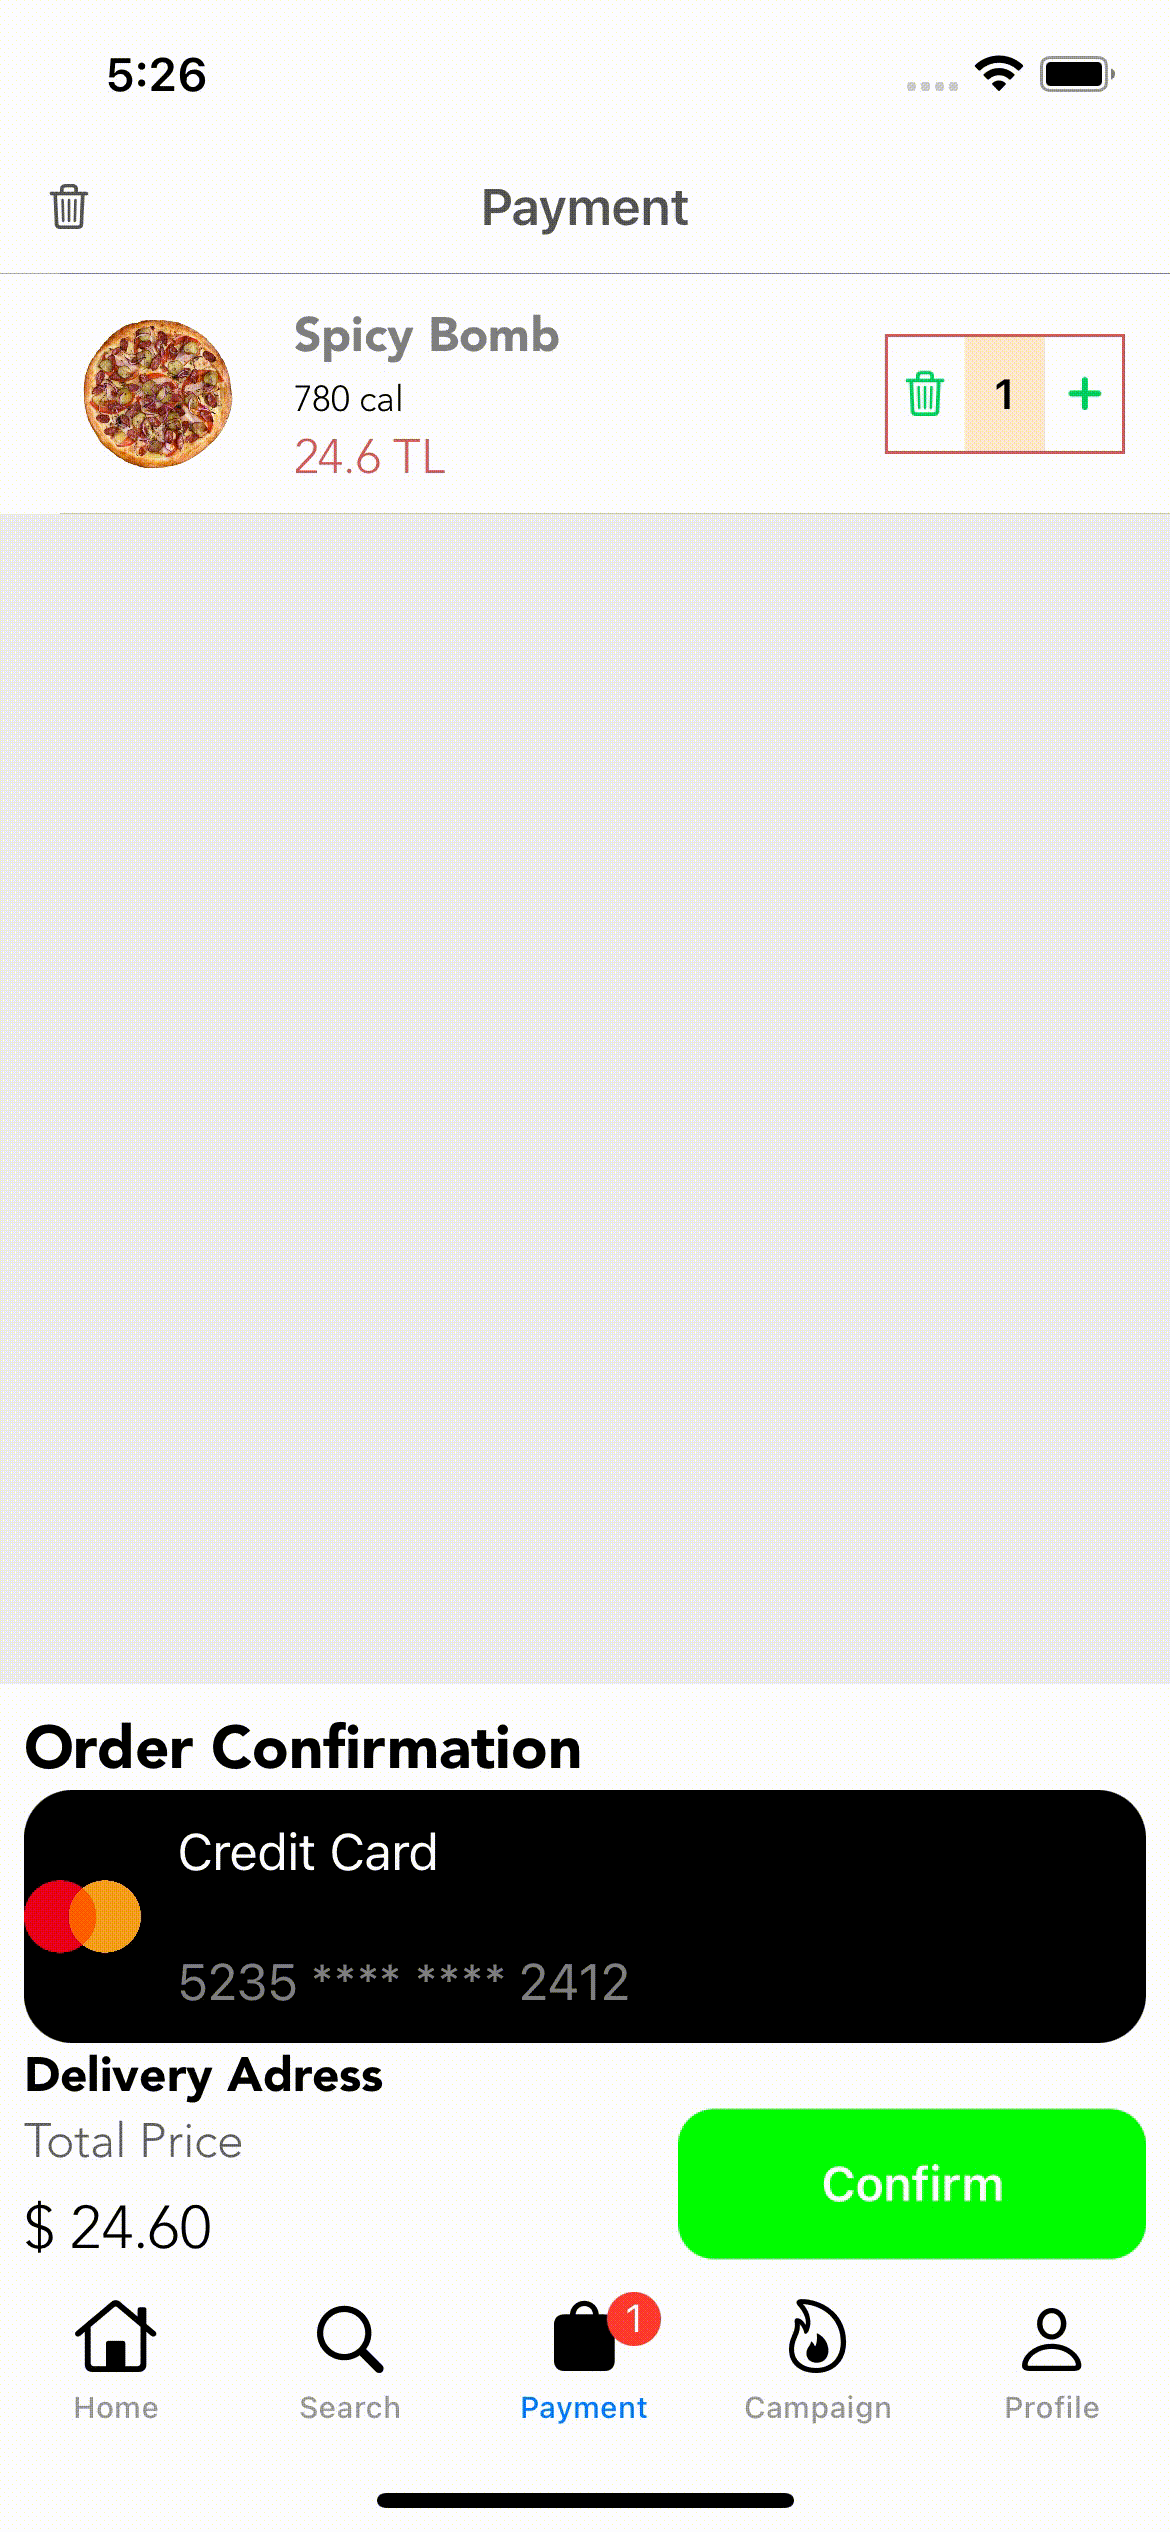 5:26
Payment
Spicy Bomb
780 cal
24.6 TL
1
Order Confirmation
Credit Card
5235 **** **** 2412
Delivery Adress
Total Price
$ 24.60
Confirm
1
Home
Search
Payment
Campaign
Profile